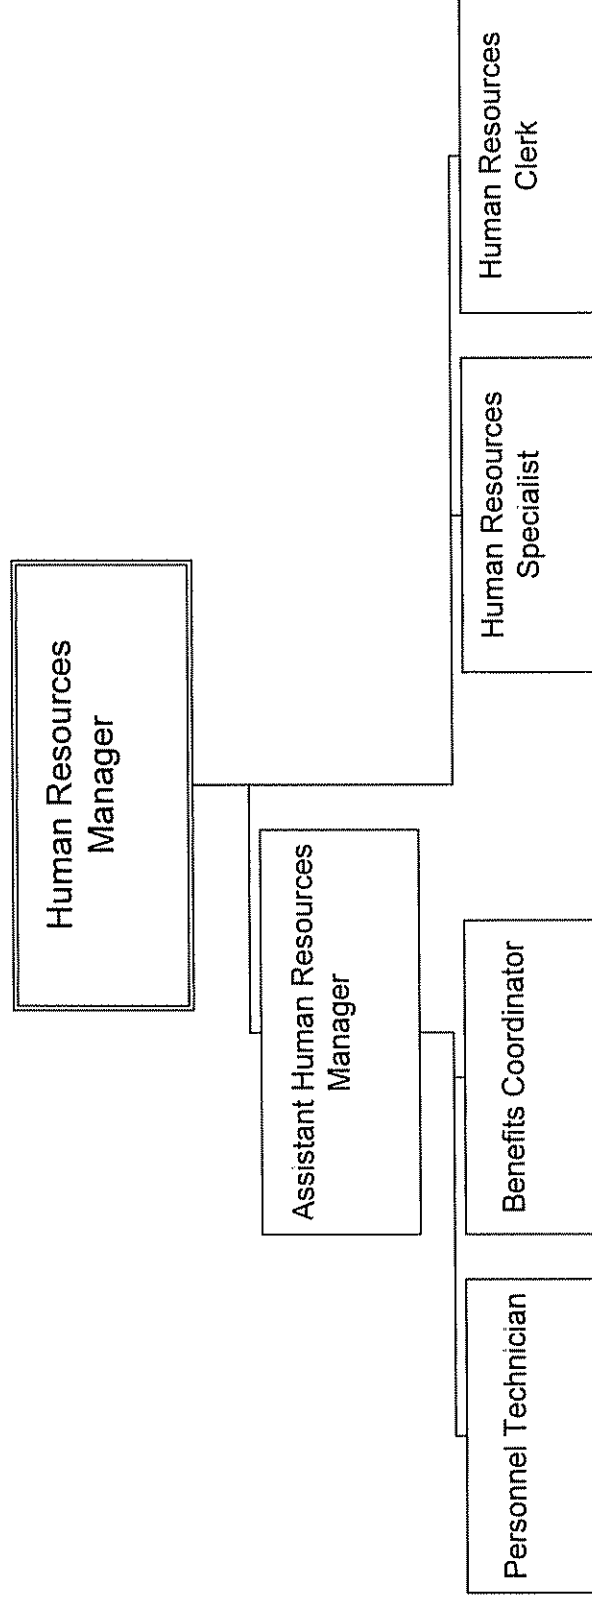 Human Resources
Manager
Assistant Human Resources
Manager
Personnel Technician
Benefits Coordinator
Human Resources
Specialist
Human Resources
Clerk